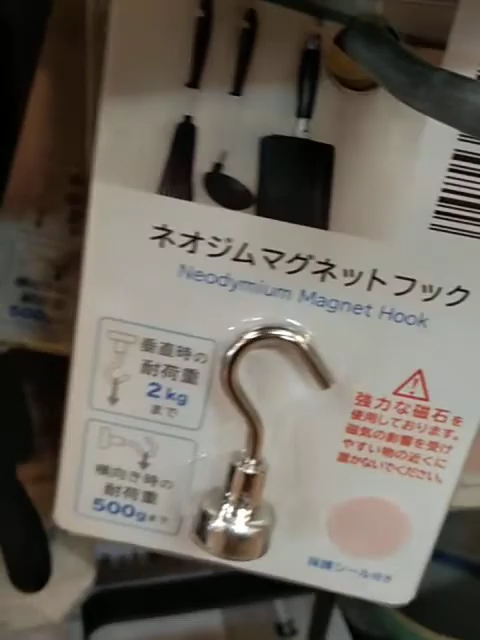 ネオジムマグネットフック
Neodymium Magnet Hook
垂直時の
耐荷重
2kg
まで
横向き時の
耐荷重
500gまで
強力な磁石を
使用しております。
磁気の影響を受け
やすい物の近くに
置かないでください。
保護シール付き